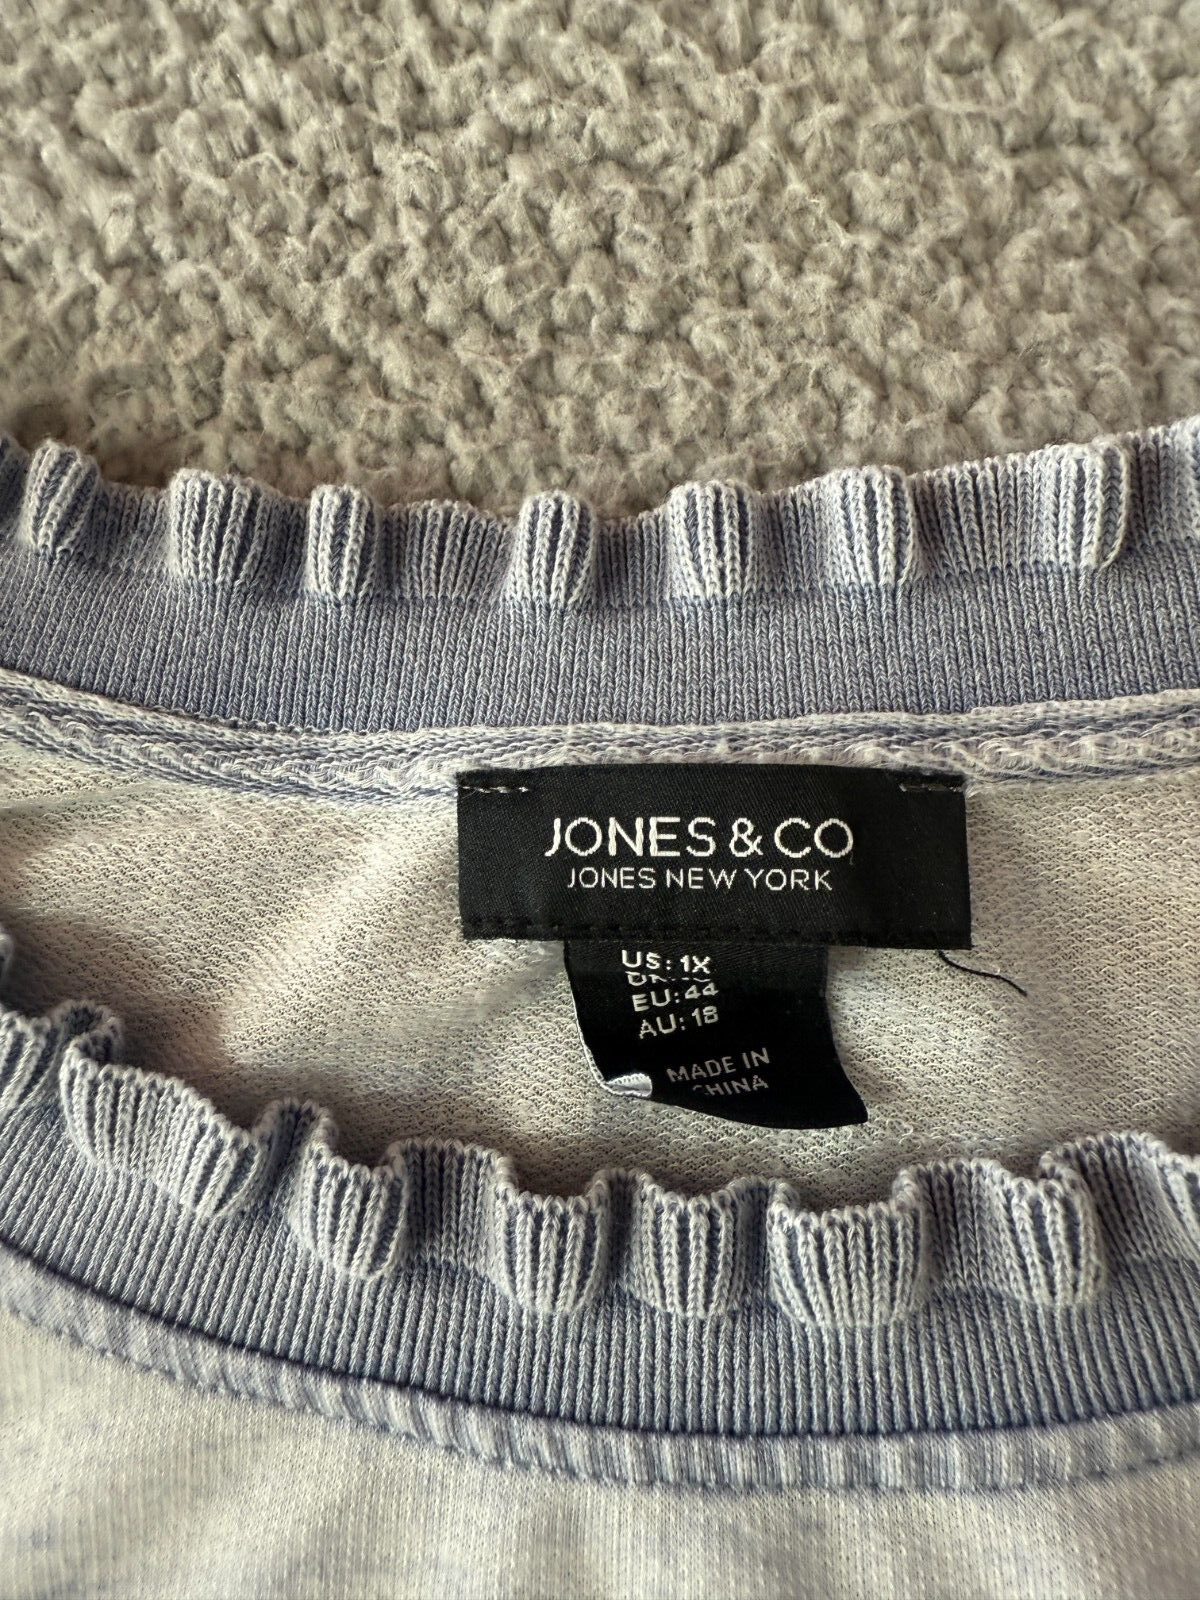 JONES & CO
JONES NEW YORK
US: 1X
EU: 44
AU: 18
MADE IN
CHINA